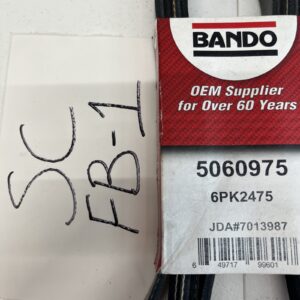 SC
FB-1
BANDO
OEM Supplier
for Over 60 Years
5060975
6PK2475
JDA#7013987
6 49717 99601